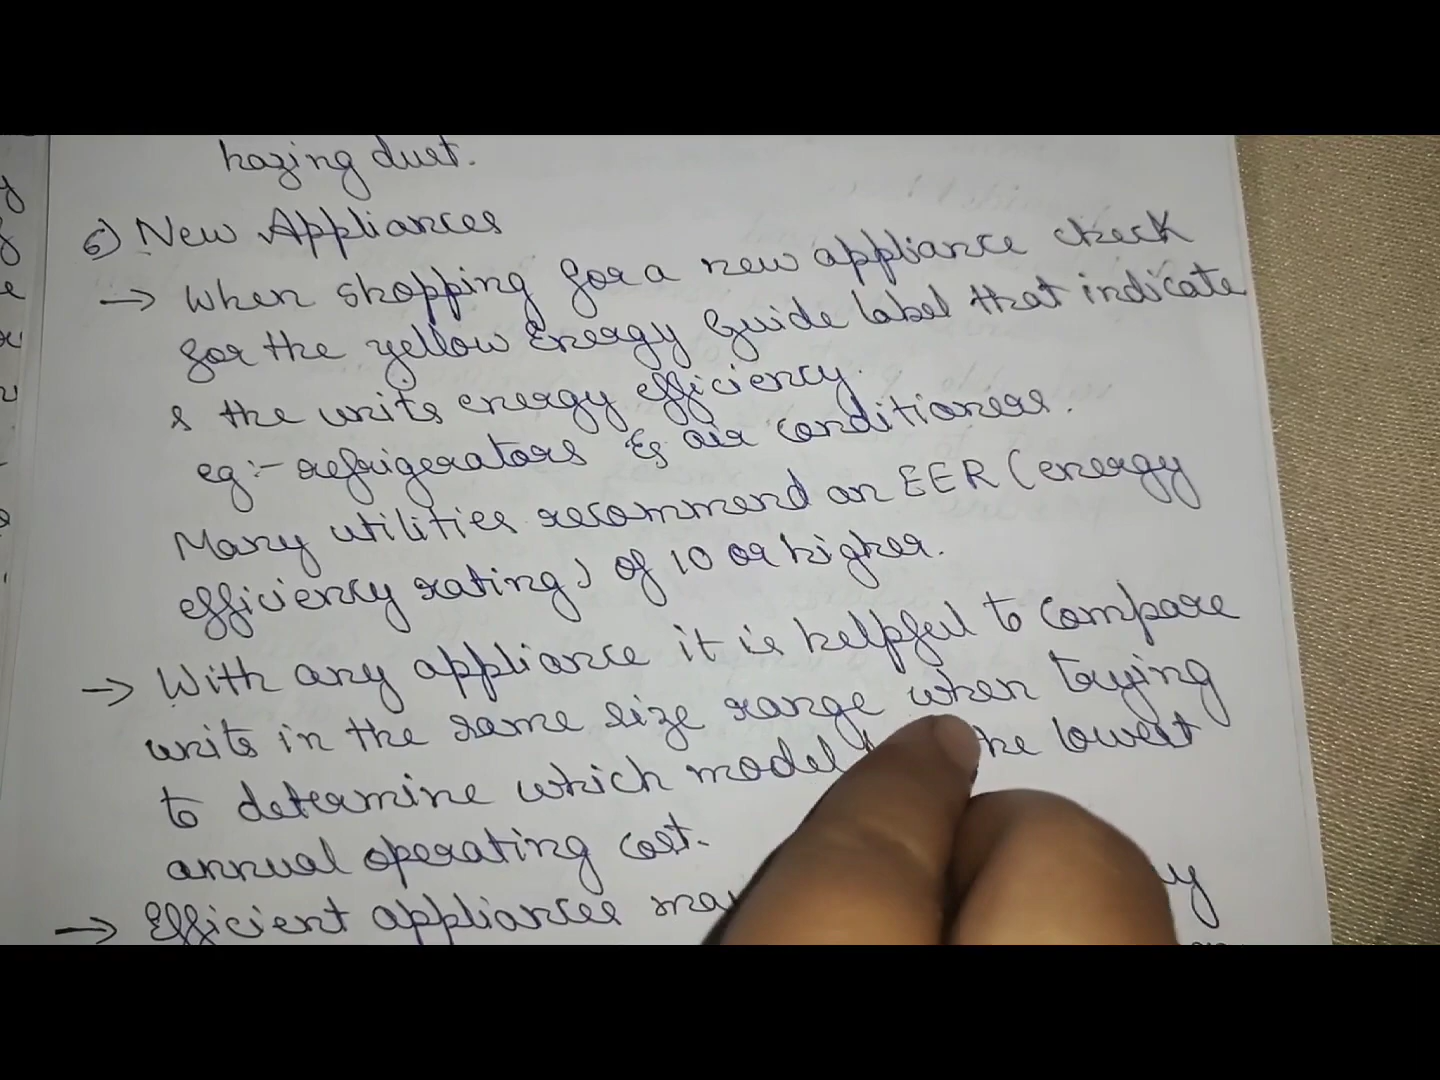 hazing dust.
6) New Appliances
→ When shopping for a new appliance check
for the yellow Energy Guide label that indicate
s the units energy efficiency.
eg:- refrigerators & air conditioners.
Many utilities recommend an EER (energy
efficiency rating) of 10 or higher.
→ With any appliance it is helpful to compare
units in the same size range when trying
to determine which model the lowest
annual operating cost.
→ Efficient appliances may